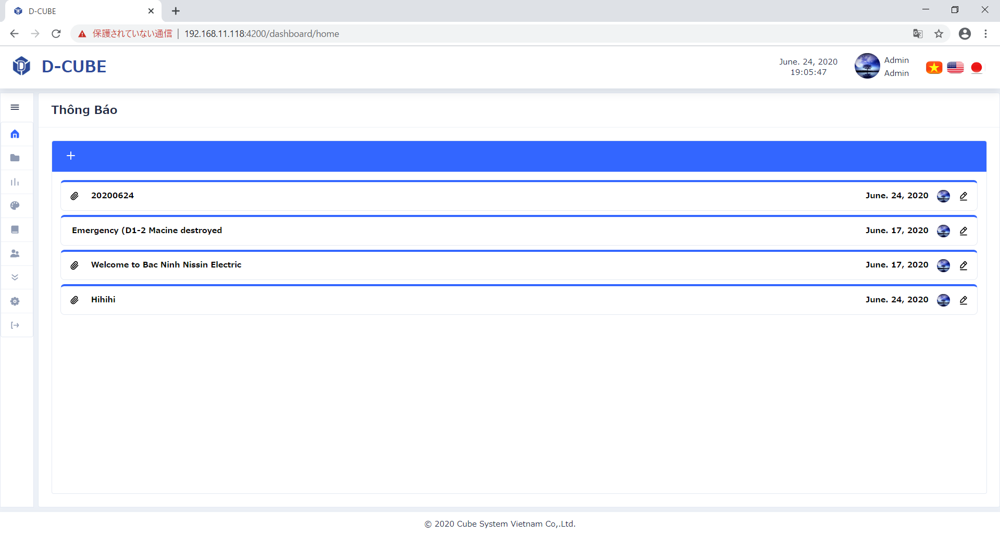 D-CUBE
保護されていない通信 | 192.168.11.118:4200/dashboard/home
D-CUBE
June. 24, 2020
19:05:47
Admin
Admin
Thông Báo
20200624 June. 24, 2020
Emergency (D1-2 Macine destroyed June. 17, 2020
Welcome to Bac Ninh Nissin Electric June. 17, 2020
Hihihi June. 24, 2020
© 2020 Cube System Vietnam Co,.Ltd.